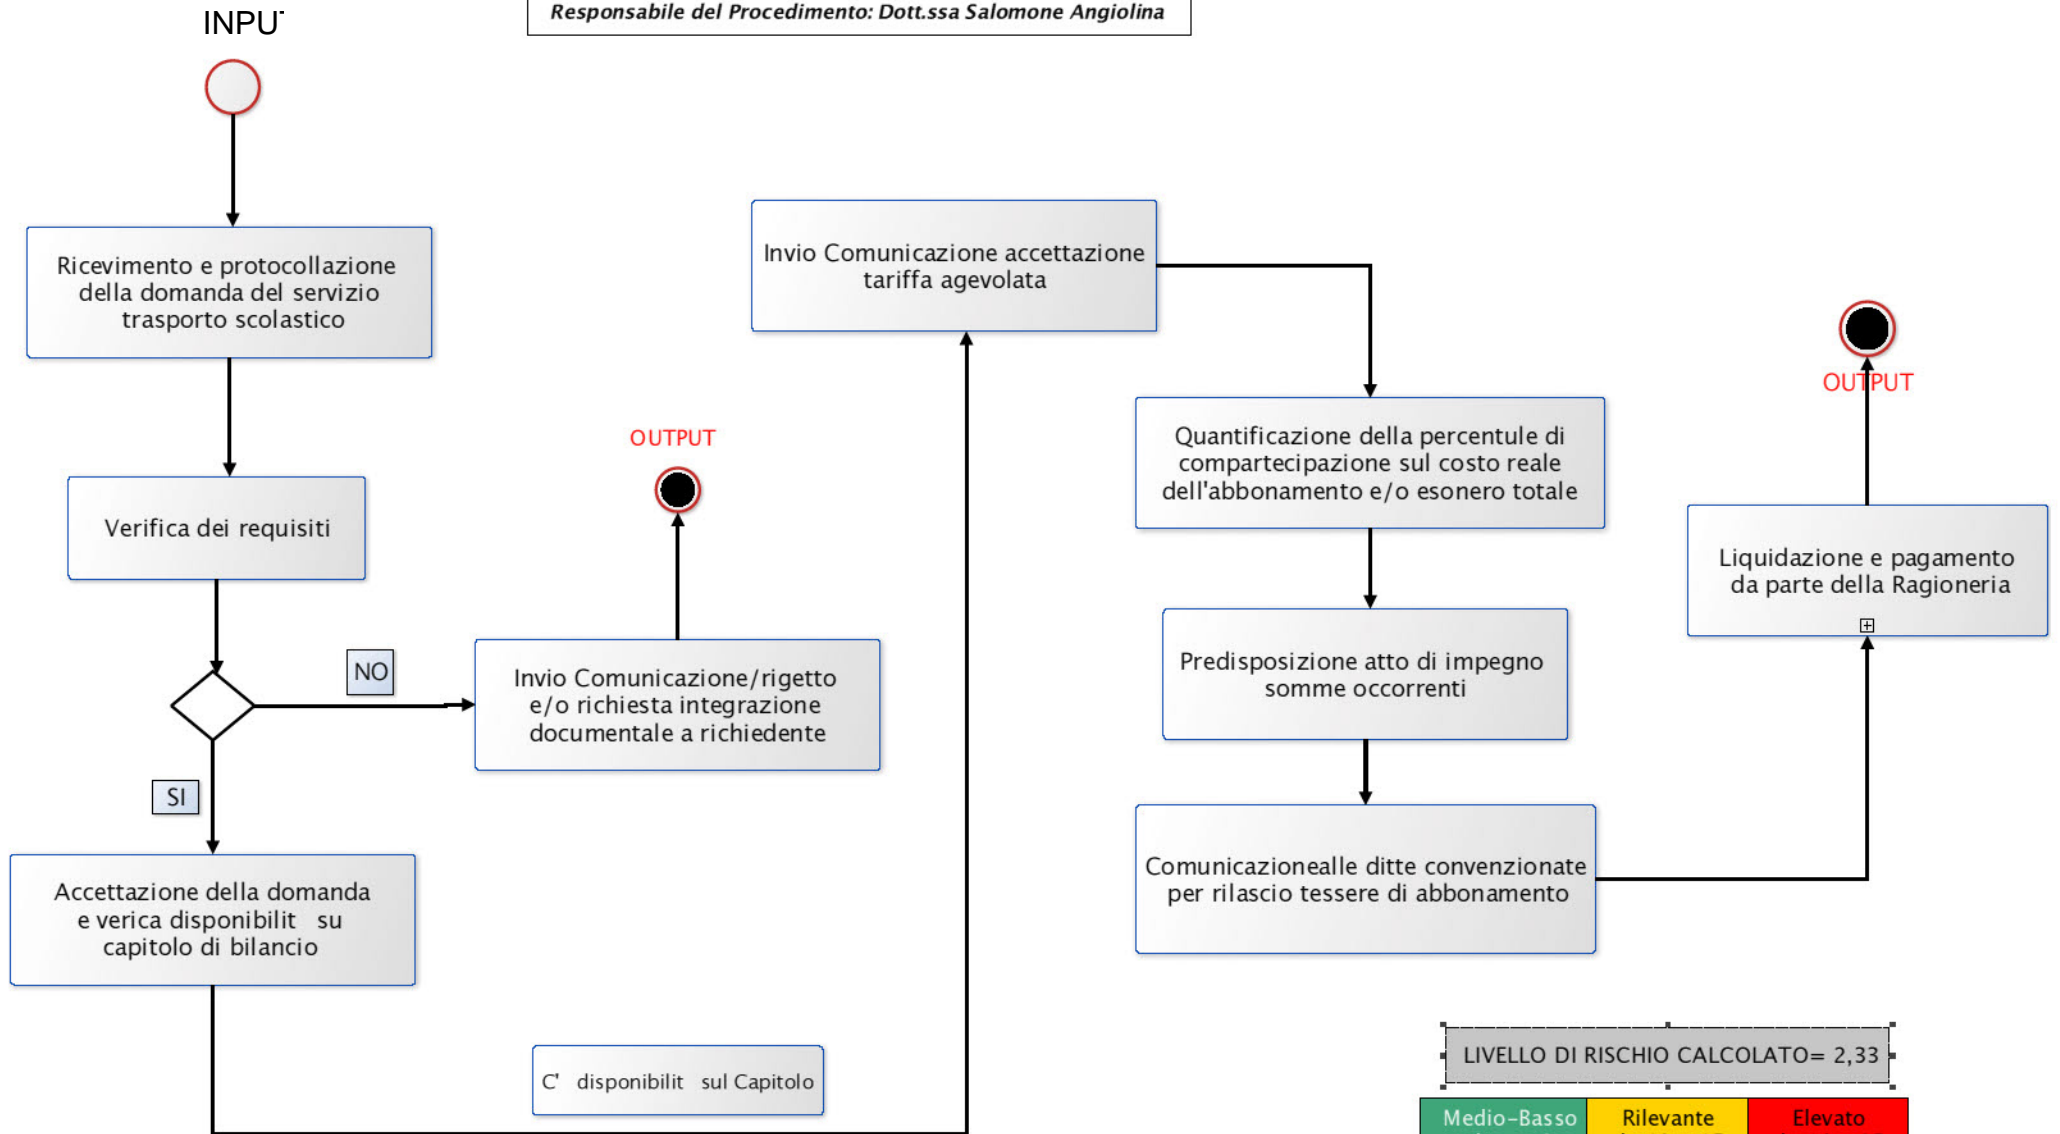 Responsabile del Procedimento: Dott.ssa Salomone Angiolina
INPUT
Ricevimento e protocollazione
della domanda del servizio
trasporto scolastico
Verifica dei requisiti
NO
SI
Invio Comunicazione/rigetto
e/o richiesta integrazione
documentale a richiedente
OUTPUT
Accettazione della domanda
e verica disponibilit su
capitolo di bilancio
C' disponibilit sul Capitolo
Invio Comunicazione accettazione
tariffa agevolata
Quantificazione della percentule di
compartecipazione sul costo reale
dell'abbonamento e/o esonero totale
Predisposizione atto di impegno
somme occorrenti
Comunicazionealle ditte convenzionate
per rilascio tessere di abbonamento
Liquidazione e pagamento
da parte della Ragioneria
OUTPUT
LIVELLO DI RISCHIO CALCOLATO= 2,33
Medio-Basso
Rilevante
Elevato